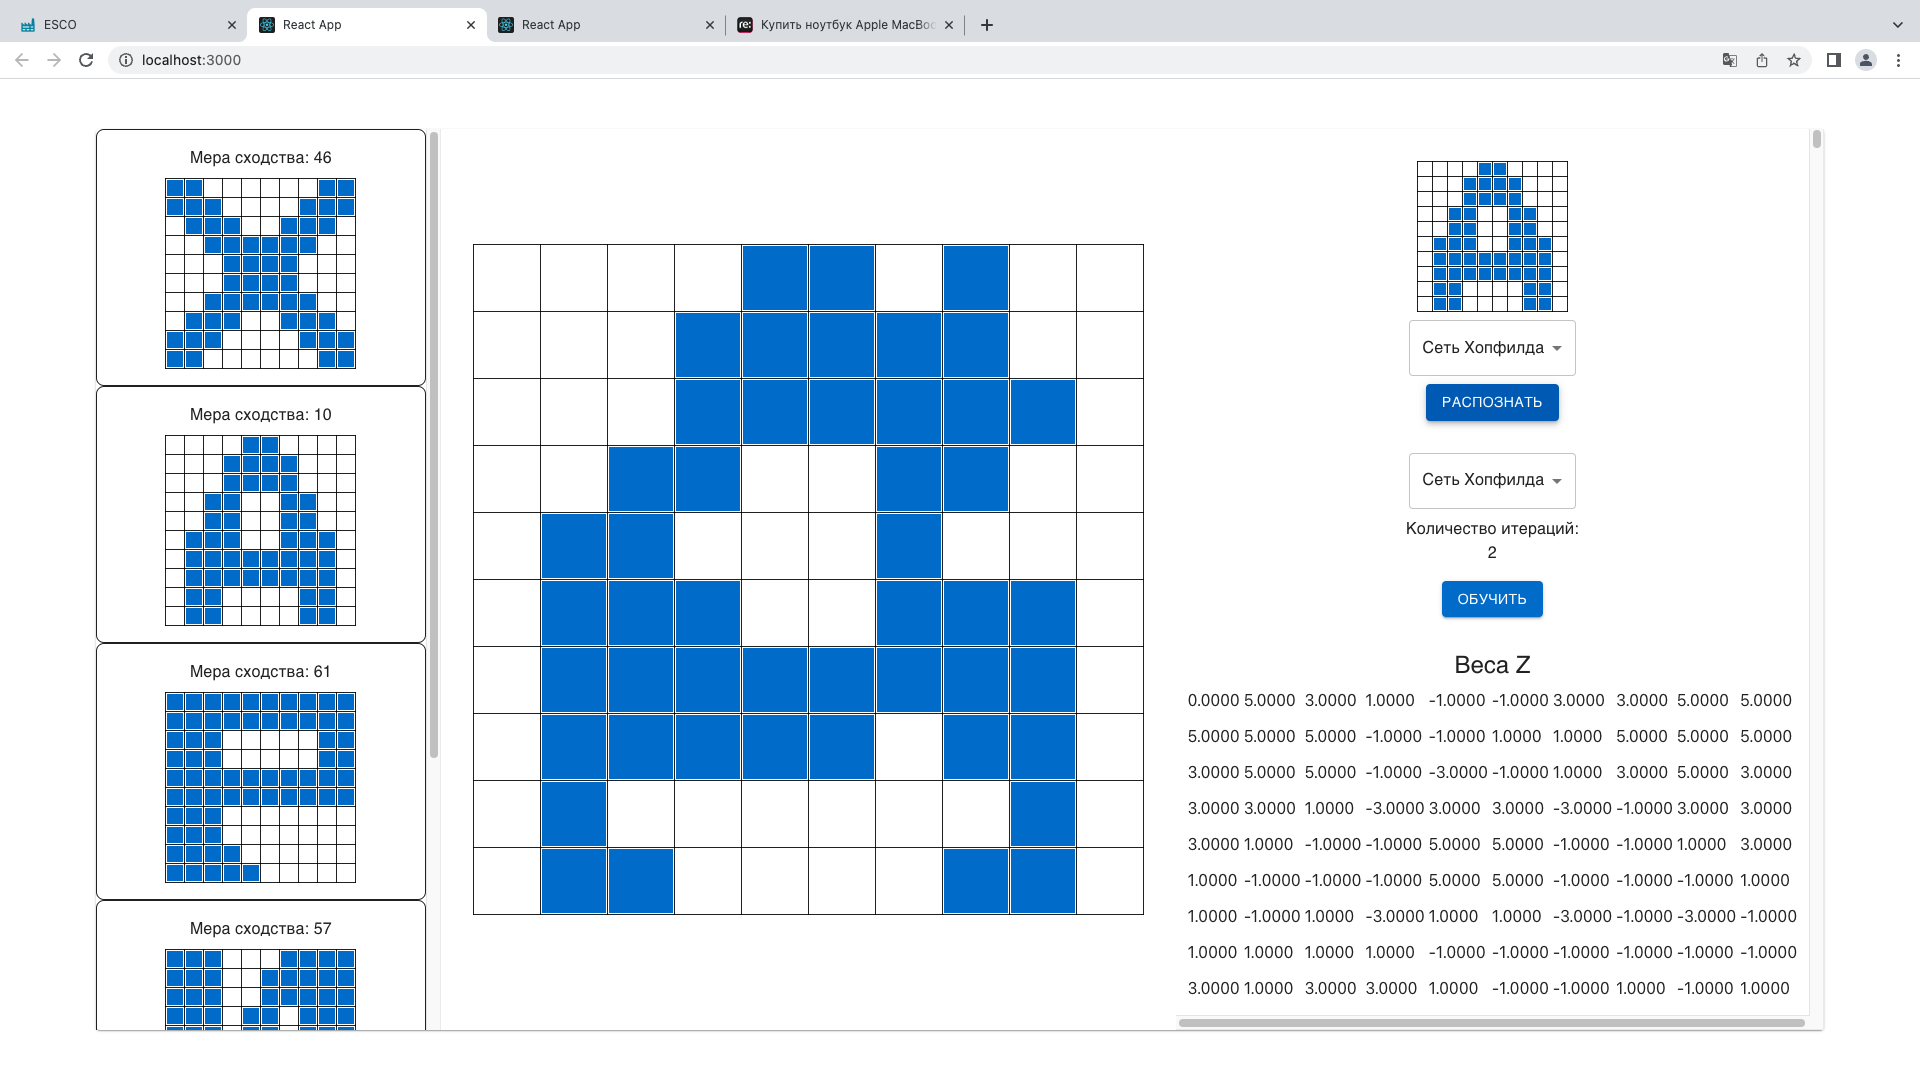 ESCO
React App
React App
re: Купить ноутбук Apple MacBoo
localhost:3000
Мера сходства: 46
Мера сходства: 10
Мера сходства: 61
Мера сходства: 57
Сеть Хопфилда
РАСПОЗНАТЬ
Сеть Хопфилда
Количество итераций:
2
ОБУЧИТЬ
Веса Z
0.0000 5.0000 3.0000 1.0000 -1.0000 -1.0000 3.0000 3.0000 5.0000 5.0000
5.0000 5.0000 5.0000 -1.0000 -1.0000 1.0000 1.0000 5.0000 5.0000 5.0000
3.0000 5.0000 5.0000 -1.0000 -3.0000 -1.0000 1.0000 3.0000 5.0000 3.0000
3.0000 3.0000 1.0000 -3.0000 3.0000 3.0000 -3.0000 -1.0000 3.0000 3.0000
3.0000 1.0000 -1.0000 -1.0000 5.0000 5.0000 -1.0000 -1.0000 1.0000 3.0000
1.0000 -1.0000 -1.0000 -1.0000 5.0000 5.0000 -1.0000 -1.0000 -1.0000 1.0000
1.0000 -1.0000 1.0000 -3.0000 1.0000 1.0000 -3.0000 -1.0000 -3.0000 -1.0000
1.0000 1.0000 1.0000 1.0000 -1.0000 -1.0000 -1.0000 -1.0000 -1.0000 -1.0000
3.0000 1.0000 3.0000 3.0000 1.0000 -1.0000 -1.0000 1.0000 -1.0000 1.0000